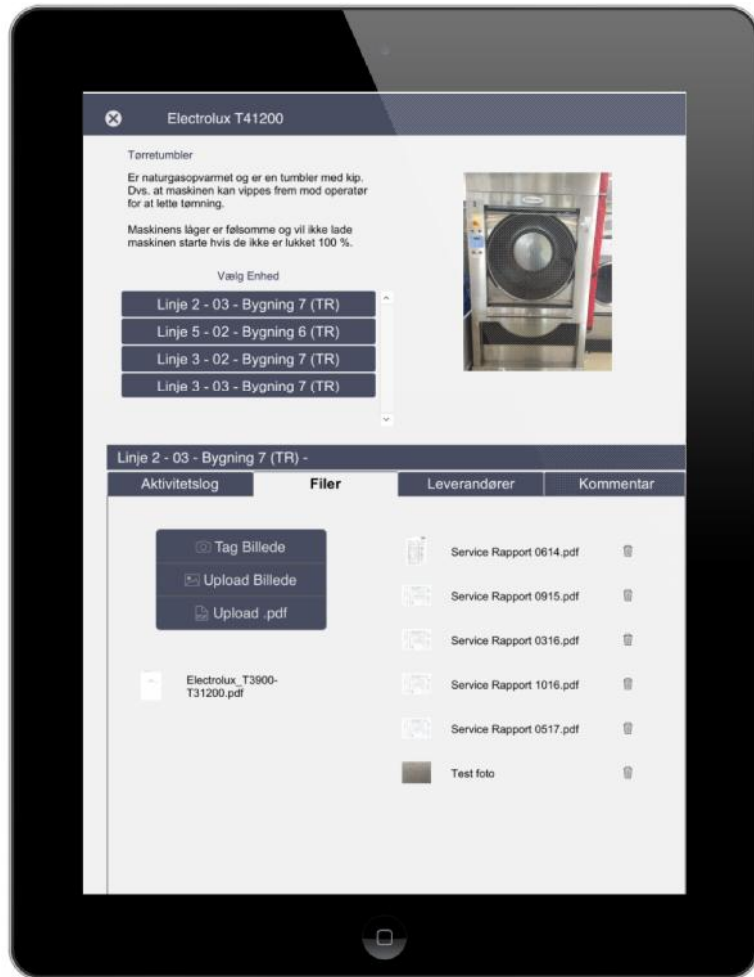 Electrolux T41200
Tørretumbler
Er naturgasopvarmet og er en tumbler med kip.
Dvs. at maskinen kan vippes frem mod operatør
for at lette tømning.
Maskinens låger er følsomme og vil ikke lade
maskinen starte hvis de ikke er lukket 100 %.
Vælg Enhed
Linje 2 - 03 - Bygning 7 (TR)
Linje 5 - 02 - Bygning 6 (TR)
Linje 3 - 02 - Bygning 7 (TR)
Linje 3 - 03 - Bygning 7 (TR)
Linje 2 - 03 - Bygning 7 (TR) -
Aktivitetslog
Filer
Leverandører
Kommentar
Tag Billede
Upload Billede
Upload .pdf
Electrolux_T3900-
T31200.pdf
Service Rapport 0614.pdf
Service Rapport 0915.pdf
Service Rapport 0316.pdf
Service Rapport 1016.pdf
Service Rapport 0517.pdf
Test foto